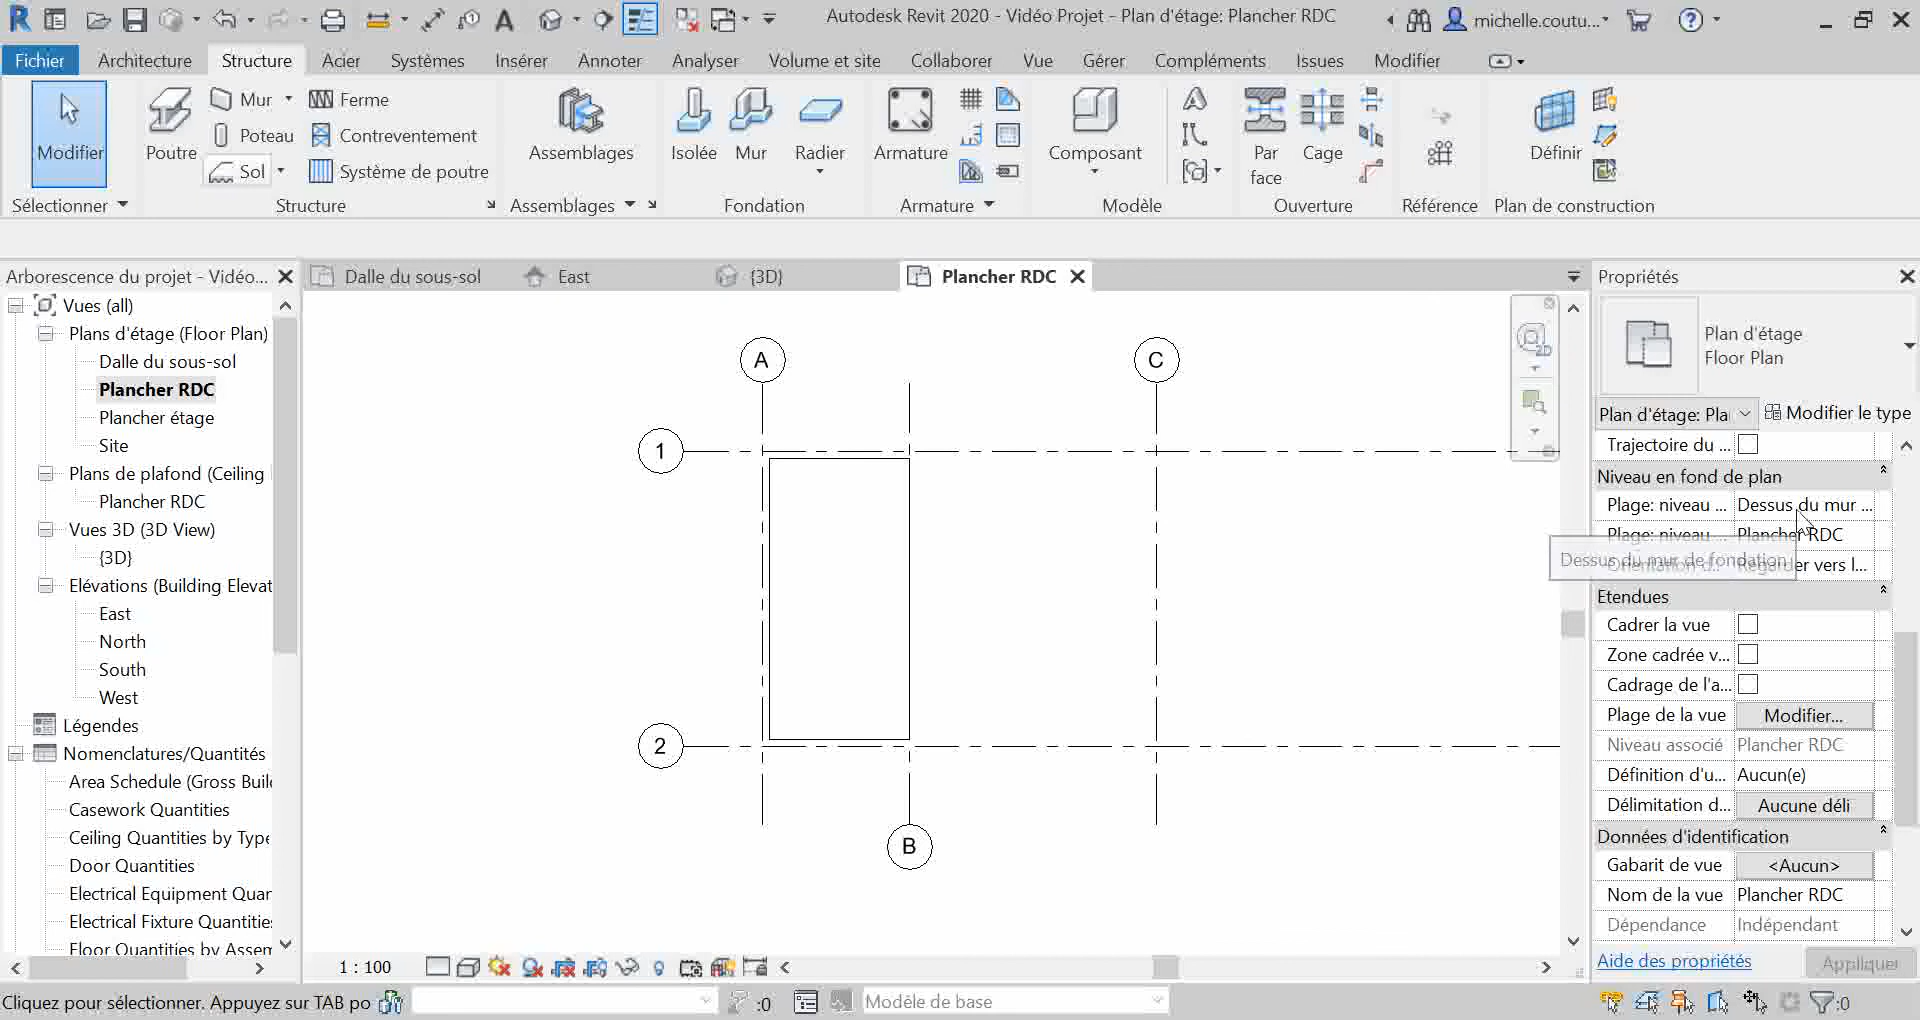 Autodesk Revit 2020 - Vidéo Projet - Plan d'étage: Plancher RDC
michelle.coutu...
Fichier Architecture Structure Acier Systèmes Insérer Annoter Analyser Volume et site Collaborer Vue Gérer Compléments Issues Modifier
Modifier
Poutre
Mur
Poteau
Sol
Ferme
Contreventement
Système de poutre
Assemblages
Isolée
Mur
Radier
Armature
Composant
Par face
Cage
Définir
Sélectionner Structure Assemblages Fondation Armature Modèle Ouverture Référence Plan de construction
Arborescence du projet - Vidéo...
Vues (all)
Plans d'étage (Floor Plan)
Dalle du sous-sol
Plancher RDC
Plancher étage
Site
Plans de plafond (Ceiling
Plancher RDC
Vues 3D (3D View)
{3D}
Elévations (Building Elevat
East
North
South
West
Légendes
Nomenclatures/Quantités
Area Schedule (Gross Buil
Casework Quantities
Ceiling Quantities by Type
Door Quantities
Electrical Equipment Quar
Electrical Fixture Quantities
Floor Quantities by Assem
Dalle du sous-sol East {3D} Plancher RDC
A
C
1
2
B
2D
1 : 100
Propriétés
Plan d'étage
Floor Plan
Plan d'étage: Pla
Modifier le type
Trajectoire du ...
Niveau en fond de plan
Plage: niveau ... Dessus du mur ...
Plage: niveau ... Plancher RDC
Dessus du mur de fondation
Orientation d... Regarder vers l...
Etendues
Cadrer la vue
Zone cadrée v...
Cadrage de l'a...
Plage de la vue Modifier...
Niveau associé Plancher RDC
Définition d'u... Aucun(e)
Délimitation d... Aucune déli
Données d'identification
Gabarit de vue <Aucun>
Nom de la vue Plancher RDC
Dépendance Indépendant
Aide des propriétés Appliquer
Cliquez pour sélectionner. Appuyez sur TAB po
:0
Modèle de base
:0